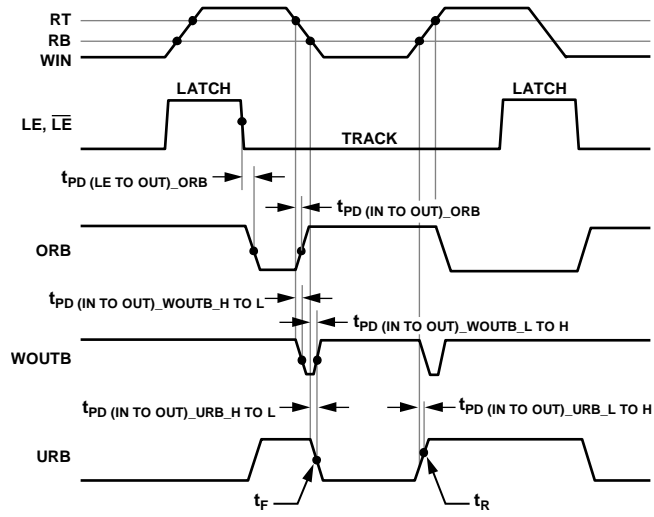 RT
RB
WIN
LATCH
LATCH
LE, L̅E̅
TRACK
tPD (LE TO OUT)_ORB
tPD (IN TO OUT)_ORB
ORB
tPD (IN TO OUT)_WOUTB_H TO L
tPD (IN TO OUT)_WOUTB_L TO H
WOUTB
tPD (IN TO OUT)_URB_H TO L
tPD (IN TO OUT)_URB_L TO H
URB
tF
tR